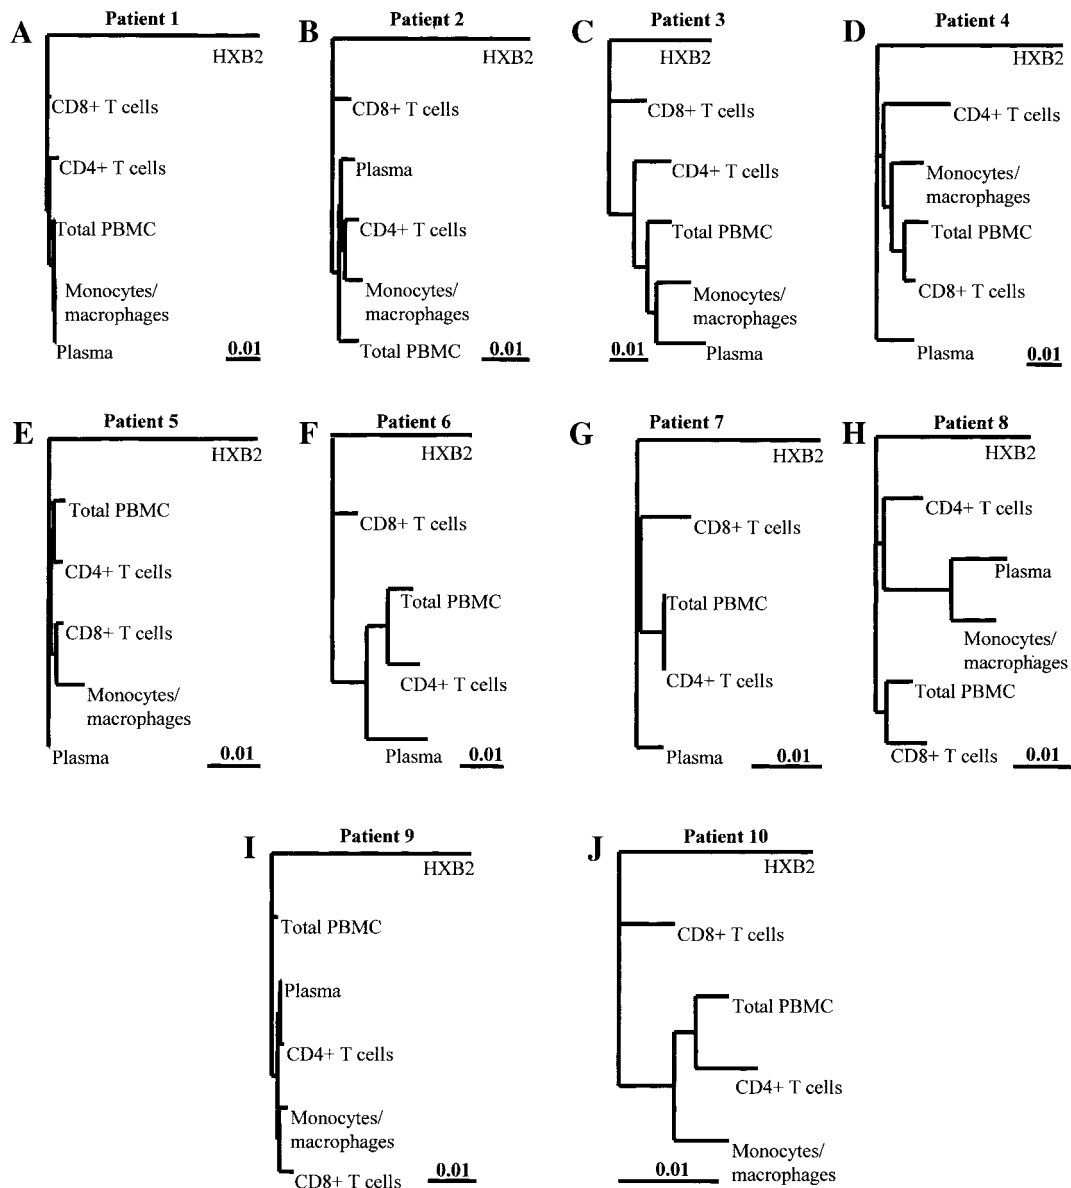 A
Patient 1
HXB2
CD8+ T cells
CD4+ T cells
Total PBMC
Monocytes/
macrophages
Plasma
0.01
B
Patient 2
HXB2
CD8+ T cells
Plasma
CD4+ T cells
Monocytes/
macrophages
Total PBMC
0.01
C
Patient 3
HXB2
CD8+ T cells
CD4+ T cells
Total PBMC
Monocytes/
macrophages
Plasma
0.01
D
Patient 4
HXB2
CD4+ T cells
Monocytes/
macrophages
Total PBMC
CD8+ T cells
Plasma
0.01
E
Patient 5
HXB2
Total PBMC
CD4+ T cells
CD8+ T cells
Monocytes/
macrophages
Plasma
0.01
F
Patient 6
HXB2
CD8+ T cells
Total PBMC
CD4+ T cells
Plasma
0.01
G
Patient 7
HXB2
CD8+ T cells
Total PBMC
CD4+ T cells
Plasma
0.01
H
Patient 8
HXB2
CD4+ T cells
Plasma
Monocytes/
macrophages
Total PBMC
CD8+ T cells
0.01
I
Patient 9
HXB2
Total PBMC
Plasma
CD4+ T cells
Monocytes/
macrophages
CD8+ T cells
0.01
J
Patient 10
HXB2
CD8+ T cells
Total PBMC
CD4+ T cells
Monocytes/
macrophages
0.01